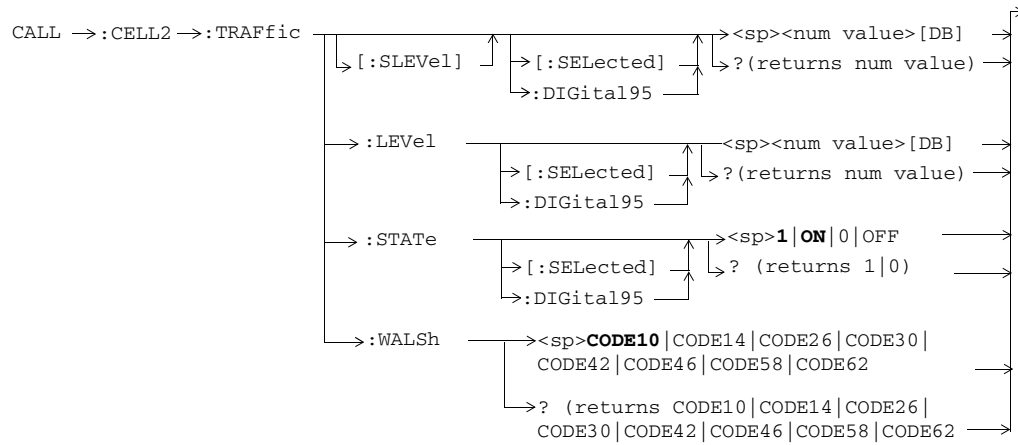 CALL :CELL2 :TRAFfic <sp><num value>[DB]
[:SLEVel] [:SELected] ?(returns num value)
:DIGital95
:LEVel <sp><num value>[DB]
[:SELected] ?(returns num value)
:DIGital95
:STATe <sp>1|ON|0|OFF
[:SELected] ? (returns 1|0)
:DIGital95
:WALSh <sp>CODE10|CODE14|CODE26|CODE30|
CODE42|CODE46|CODE58|CODE62
? (returns CODE10|CODE14|CODE26|
CODE30|CODE42|CODE46|CODE58|CODE62